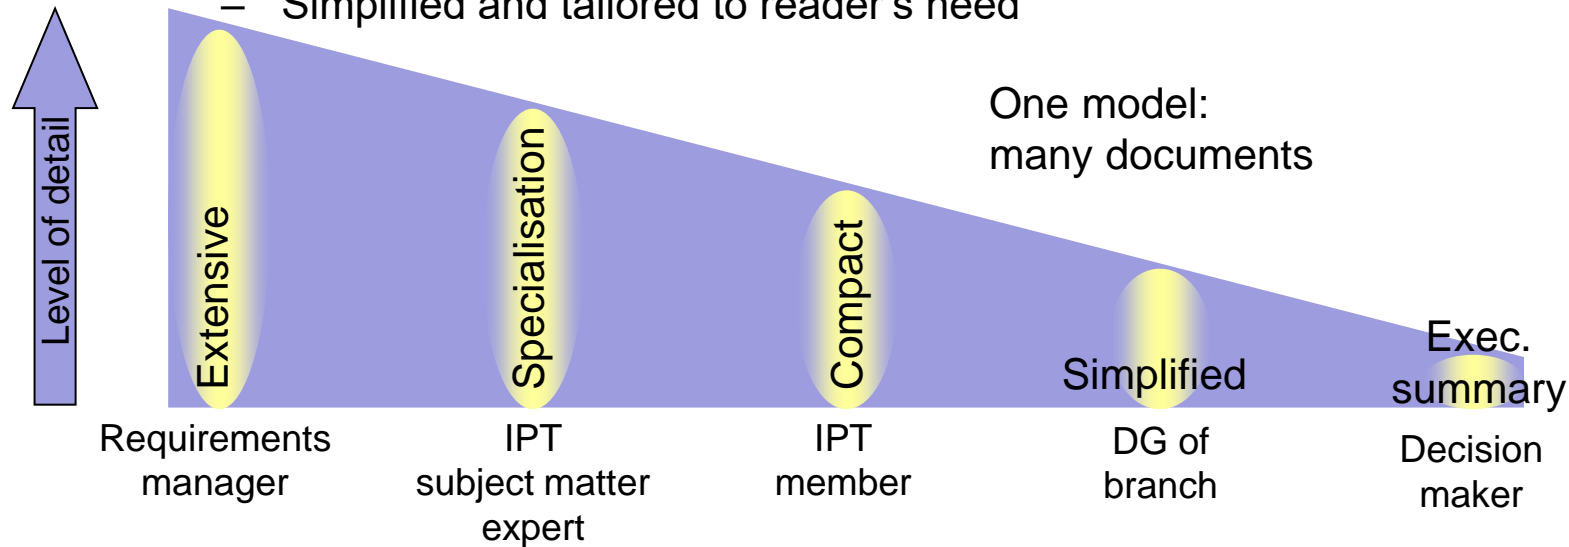 – Simplified and tailored to reader's need
One model:
many documents
Level of detail
Extensive
Specialisation
Compact
Simplified
Exec.
summary
Requirements
manager
IPT
subject matter
expert
IPT
member
DG of
branch
Decision
maker